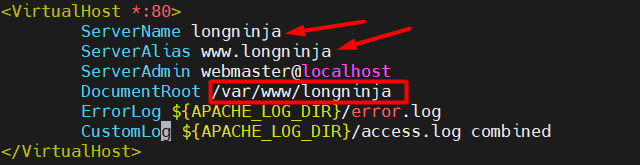 <VirtualHost *:80>
ServerName longninja
ServerAlias www.longninja
ServerAdmin webmaster@localhost
DocumentRoot /var/www/longninja
ErrorLog ${APACHE_LOG_DIR}/error.log
CustomLog ${APACHE_LOG_DIR}/access.log combined
</VirtualHost>